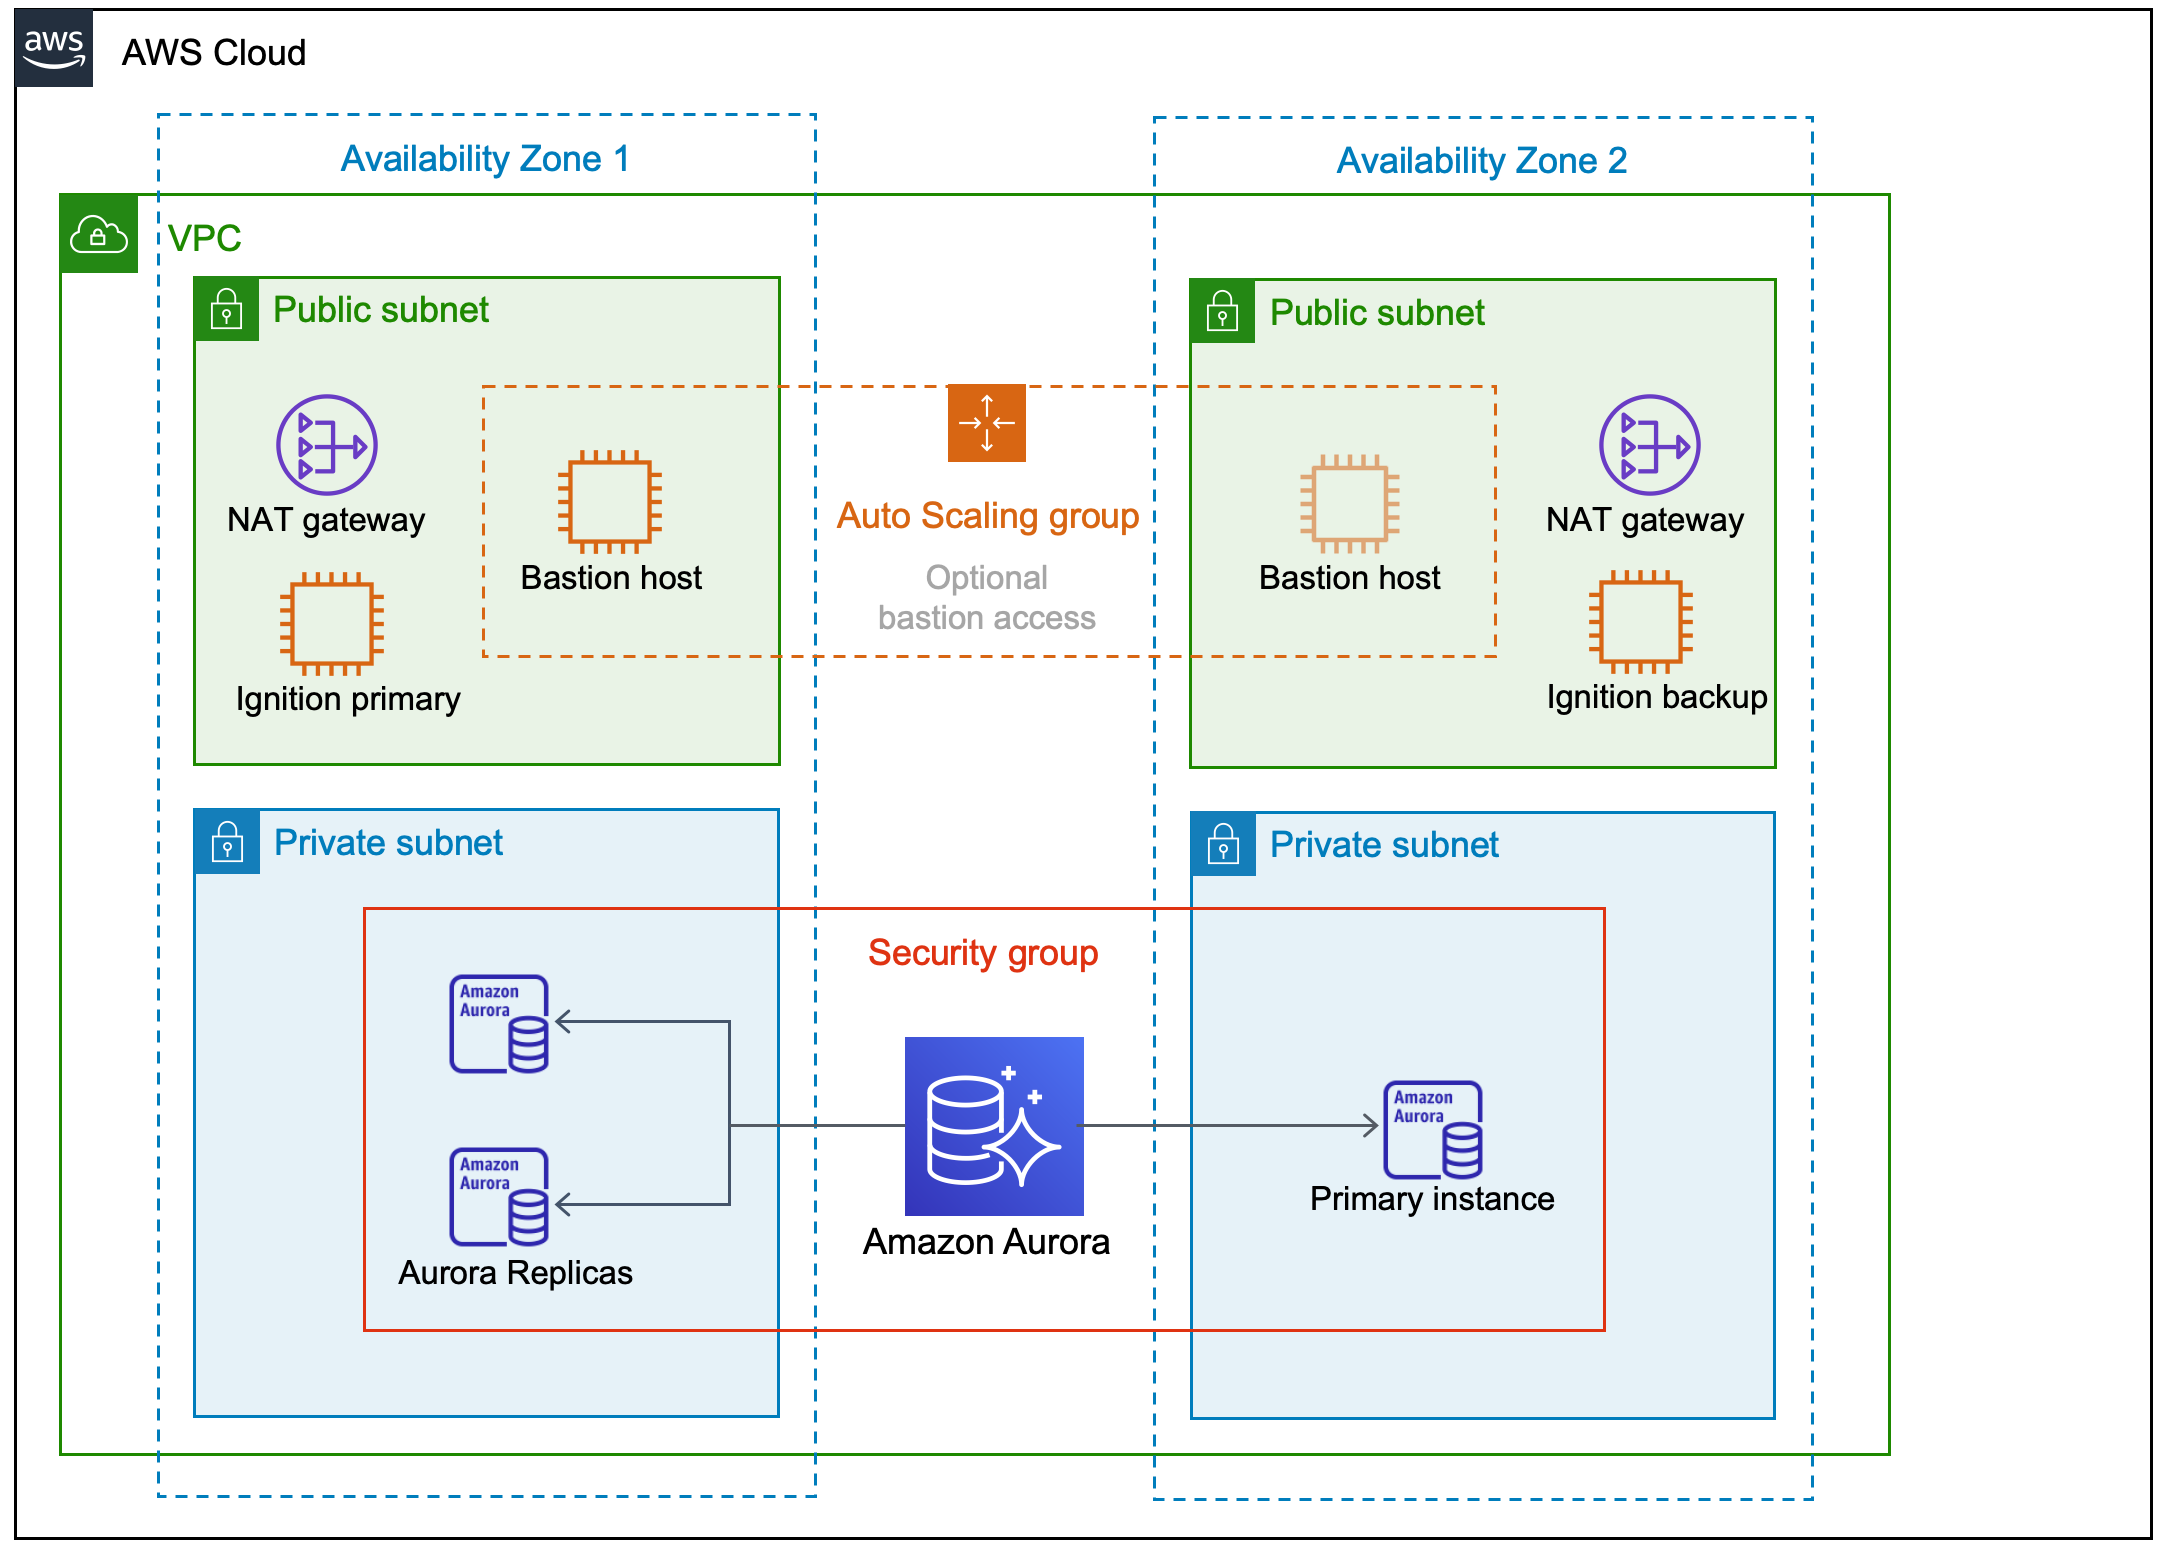 aws
AWS Cloud
Availability Zone 1
Availability Zone 2
VPC
Public subnet
Public subnet
NAT gateway
Bastion host
Auto Scaling group
Optional
bastion access
Bastion host
NAT gateway
Ignition primary
Ignition backup
Private subnet
Private subnet
Security group
Amazon
Aurora
Amazon
Aurora
Aurora Replicas
Amazon Aurora
Amazon
Aurora
Primary instance